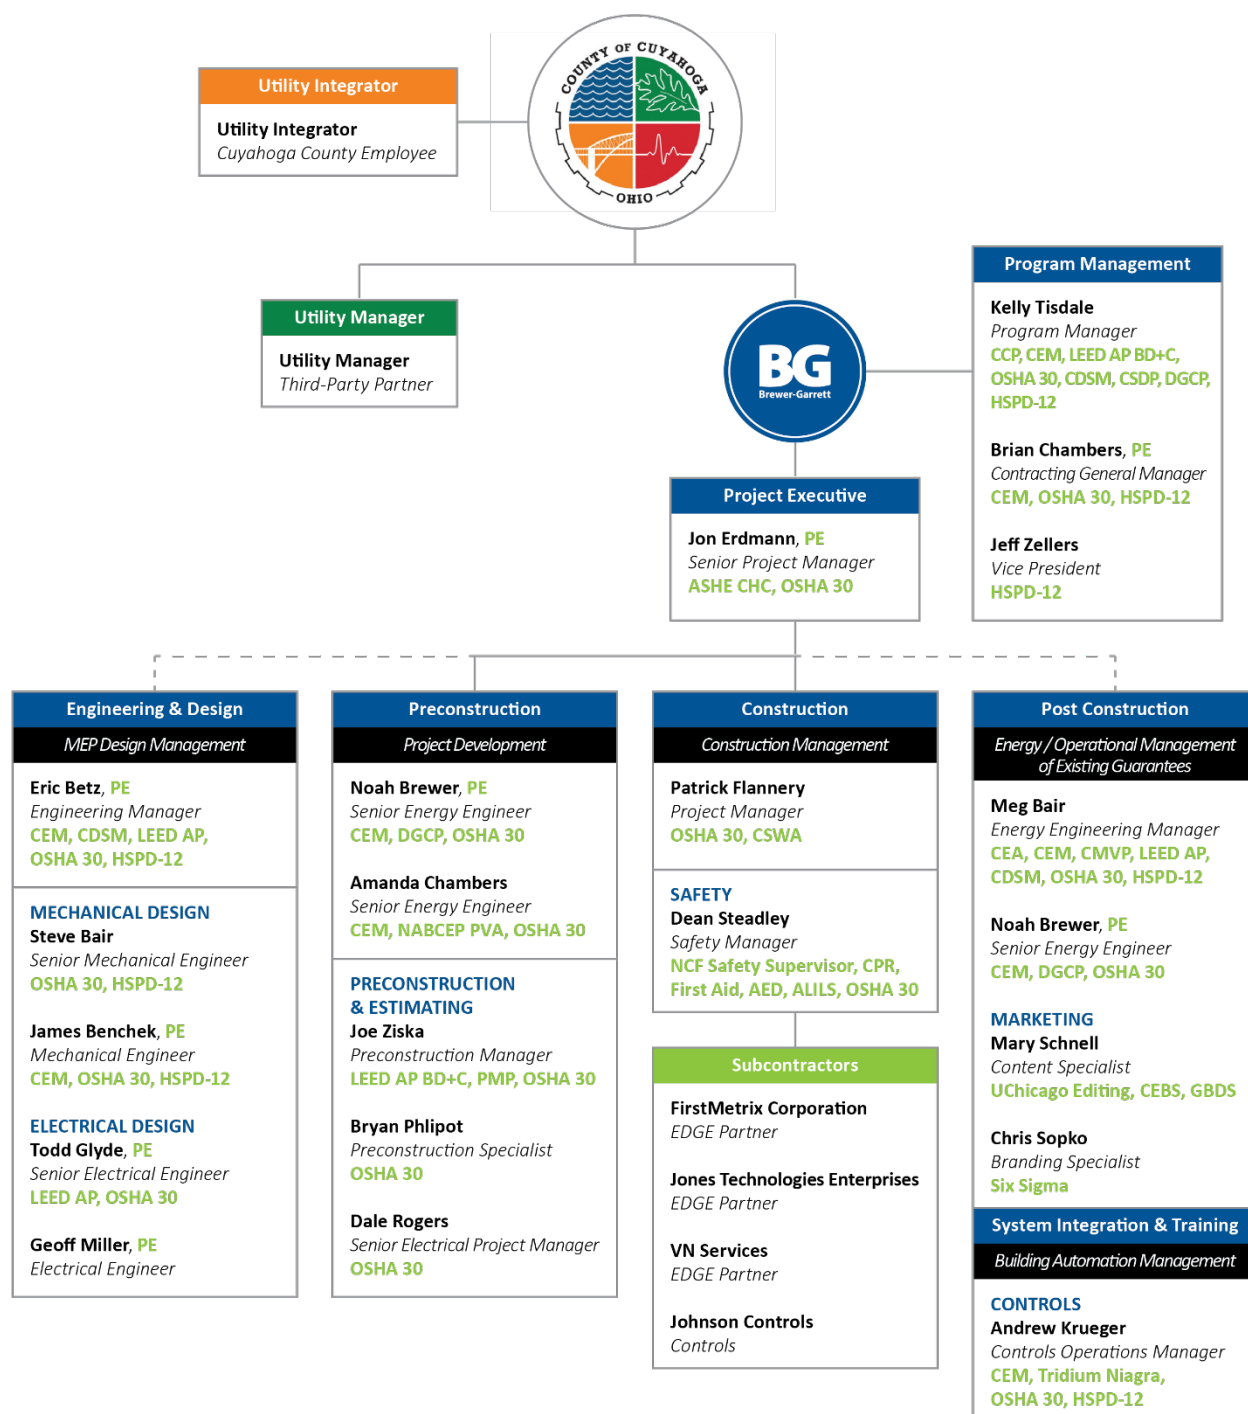 COUNTY OF CUYAHOGA
OHIO
Utility Integrator
Utility Integrator
Cuyahoga County Employee
Utility Manager
Utility Manager
Third-Party Partner
BG
Brewer-Garrett
Program Management
Kelly Tisdale
Program Manager
CCP, CEM, LEED AP BD+C,
OSHA 30, CDSM, CSDP, DGCP,
HSPD-12
Brian Chambers, PE
Contracting General Manager
CEM, OSHA 30, HSPD-12
Jeff Zellers
Vice President
HSPD-12
Project Executive
Jon Erdmann, PE
Senior Project Manager
ASHE CHC, OSHA 30
Engineering & Design
MEP Design Management
Eric Betz, PE
Engineering Manager
CEM, CDSM, LEED AP,
OSHA 30, HSPD-12
MECHANICAL DESIGN
Steve Bair
Senior Mechanical Engineer
OSHA 30, HSPD-12
James Benchek, PE
Mechanical Engineer
CEM, OSHA 30, HSPD-12
ELECTRICAL DESIGN
Todd Glyde, PE
Senior Electrical Engineer
LEED AP, OSHA 30
Geoff Miller, PE
Electrical Engineer
Preconstruction
Project Development
Noah Brewer, PE
Senior Energy Engineer
CEM, DGCP, OSHA 30
Amanda Chambers
Senior Energy Engineer
CEM, NABCEP PVA, OSHA 30
PRECONSTRUCTION
& ESTIMATING
Joe Ziska
Preconstruction Manager
LEED AP BD+C, PMP, OSHA 30
Bryan Phlipot
Preconstruction Specialist
OSHA 30
Dale Rogers
Senior Electrical Project Manager
OSHA 30
Construction
Construction Management
Patrick Flannery
Project Manager
OSHA 30, CSWA
SAFETY
Dean Steadley
Safety Manager
NCF Safety Supervisor, CPR,
First Aid, AED, ALILS, OSHA 30
Subcontractors
FirstMetrix Corporation
EDGE Partner
Jones Technologies Enterprises
EDGE Partner
VN Services
EDGE Partner
Johnson Controls
Controls
Post Construction
Energy / Operational Management
of Existing Guarantees
Meg Bair
Energy Engineering Manager
CEA, CEM, CMVP, LEED AP,
CDSM, OSHA 30, HSPD-12
Noah Brewer, PE
Senior Energy Engineer
CEM, DGCP, OSHA 30
MARKETING
Mary Schnell
Content Specialist
UChicago Editing, CEBS, GBDS
Chris Sopko
Branding Specialist
Six Sigma
System Integration & Training
Building Automation Management
CONTROLS
Andrew Krueger
Controls Operations Manager
CEM, Tridium Niagra,
OSHA 30, HSPD-12